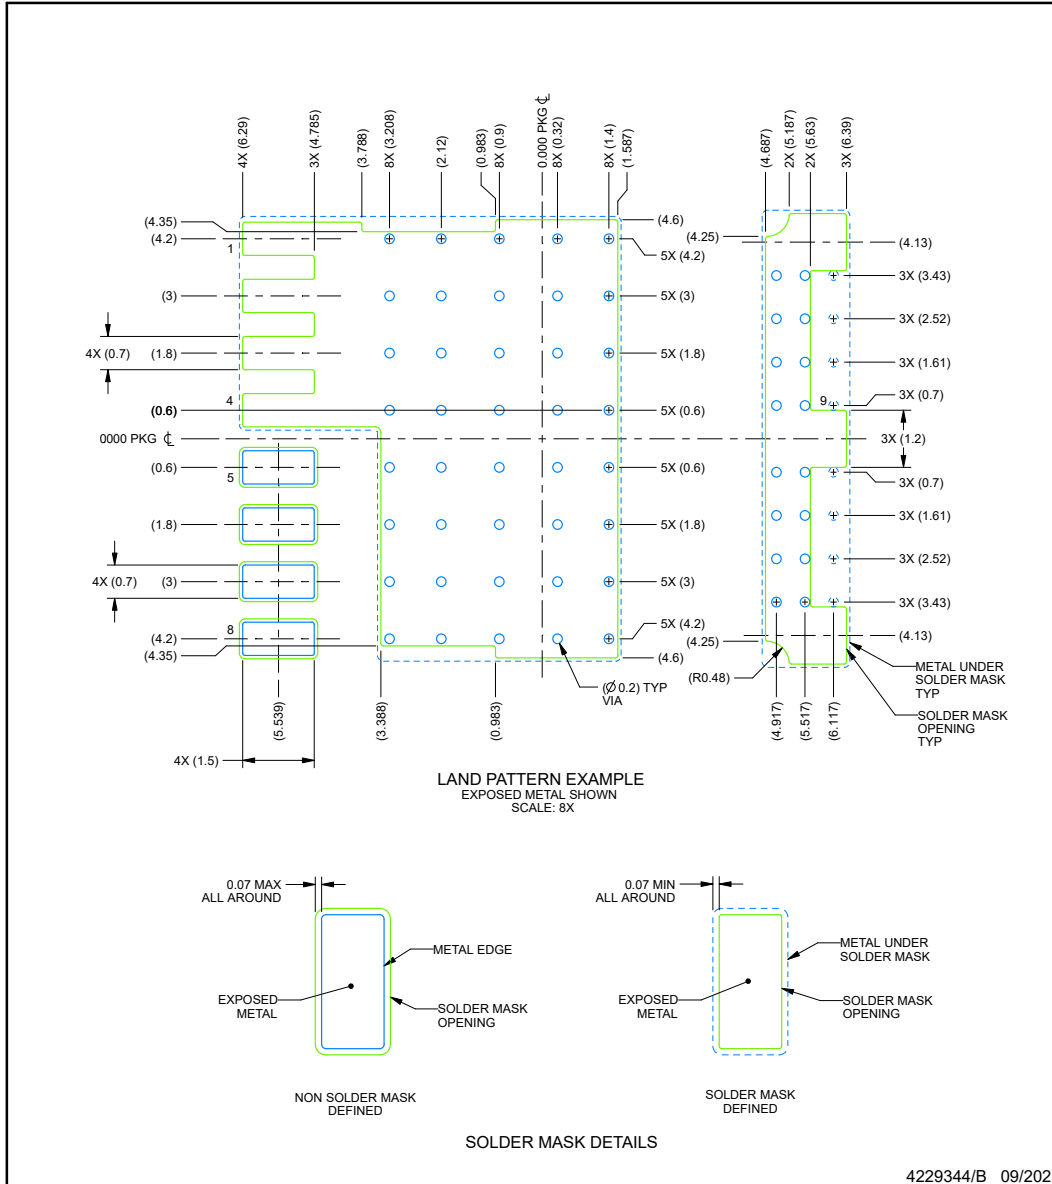 4X (6.29)
3X (4.785)
(3.788)
8X (3.208)
(2.12)
(0.983)
8X (0.9)
0.000 PKG ℄
8X (0.32)
8X (1.4)
(1.587)
(4.687)
2X (5.187)
2X (5.63)
3X (6.39)
(4.35)
(4.2)
1
(3)
4X (0.7)
(1.8)
(0.6)
4
0000 PKG ℄
(0.6)
5
(1.8)
4X (0.7)
(3)
(4.2)
8
(4.35)
(4.6)
5X (4.2)
5X (3)
5X (1.8)
5X (0.6)
5X (0.6)
5X (1.8)
5X (3)
5X (4.2)
(4.6)
(4.25)
(4.13)
3X (3.43)
3X (2.52)
3X (1.61)
3X (0.7)
9
3X (1.2)
3X (0.7)
3X (1.61)
3X (2.52)
3X (3.43)
(4.25)
(4.13)
(R0.48)
METAL UNDER
SOLDER MASK
TYP
SOLDER MASK
OPENING
TYP
(Ø 0.2) TYP
VIA
(5.539)
(3.388)
(0.983)
(4.917)
(5.517)
(6.117)
4X (1.5)
LAND PATTERN EXAMPLE
EXPOSED METAL SHOWN
SCALE: 8X
0.07 MAX
ALL AROUND
METAL EDGE
EXPOSED
METAL
SOLDER MASK
OPENING
NON SOLDER MASK
DEFINED
0.07 MIN
ALL AROUND
METAL UNDER
SOLDER MASK
EXPOSED
METAL
SOLDER MASK
OPENING
SOLDER MASK
DEFINED
SOLDER MASK DETAILS
4229344/B 09/202